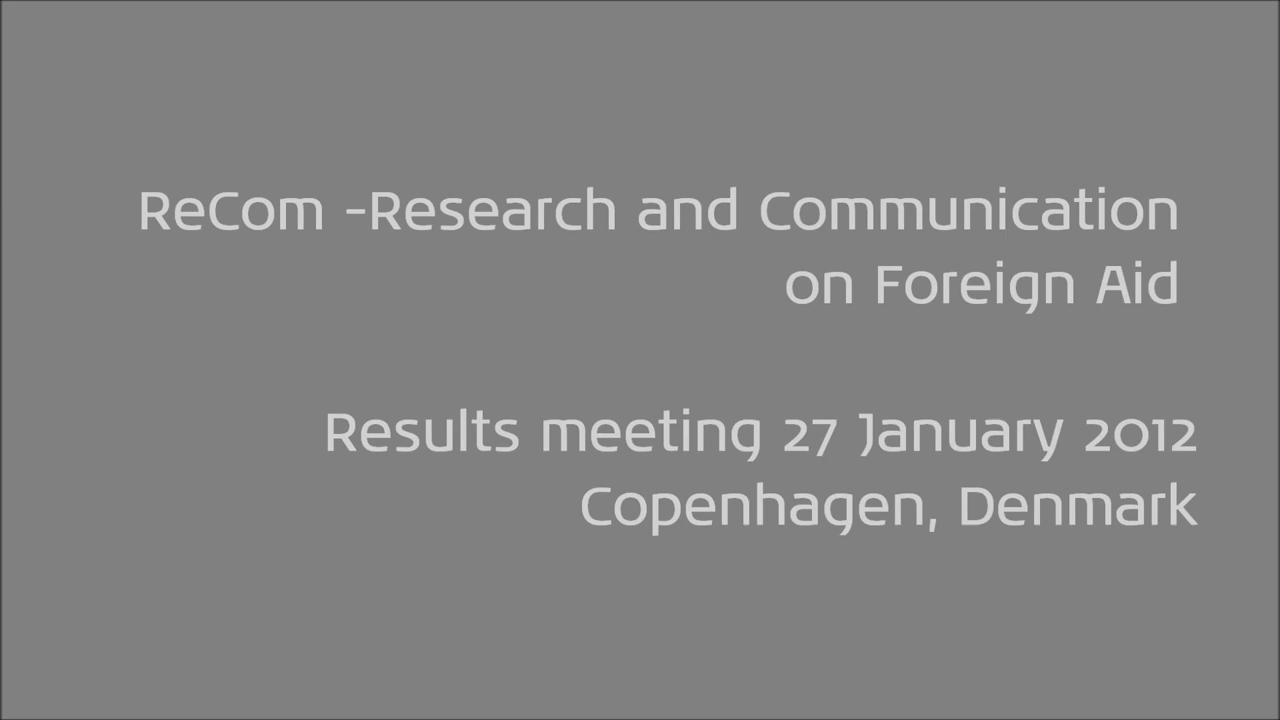 ReCom -Research and Communication
on Foreign Aid
Results meeting 27 January 2012
Copenhagen, Denmark